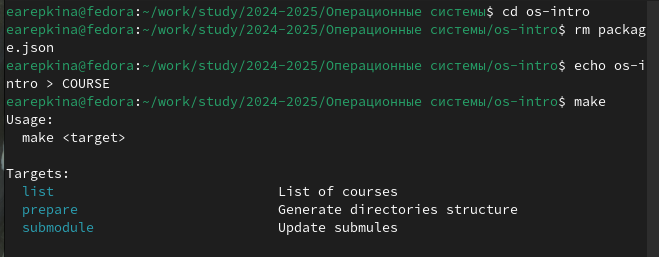 earepkina@fedora:~/work/study/2024-2025/Операционные системы$ cd os-intro
earepkina@fedora:~/work/study/2024-2025/Операционные системы/os-intro$ rm packag
e.json
earepkina@fedora:~/work/study/2024-2025/Операционные системы/os-intro$ echo os-i
ntro > COURSE
earepkina@fedora:~/work/study/2024-2025/Операционные системы/os-intro$ make
Usage:
  make <target>

Targets:
  list                            List of courses
  prepare                         Generate directories structure
  submodule                       Update submules